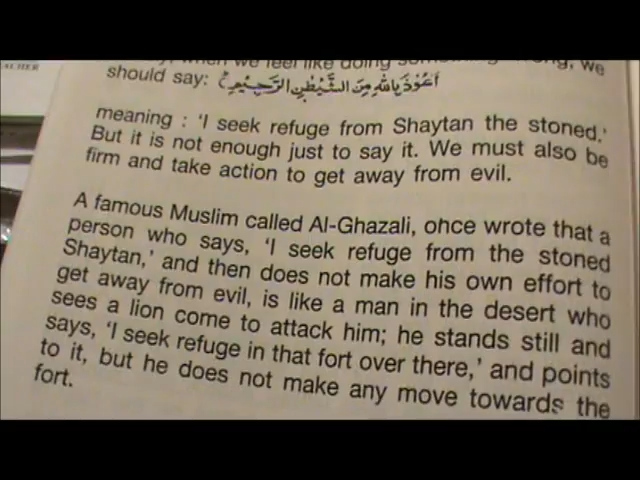 ACHER
when we feel like doing something wrong, we
should say: أَعُوذُ بِاللّٰهِ مِنَ الشَّيْطٰنِ الرَّجِيْمِ
meaning : 'I seek refuge from Shaytan the stoned.'
But it is not enough just to say it. We must also be
firm and take action to get away from evil.
A famous Muslim called Al-Ghazali, once wrote that a
person who says, 'I seek refuge from the stoned
Shaytan,' and then does not make his own effort to
get away from evil, is like a man in the desert who
sees a lion come to attack him; he stands still and
says, 'I seek refuge in that fort over there,' and points
to it, but he does not make any move towards the
fort.